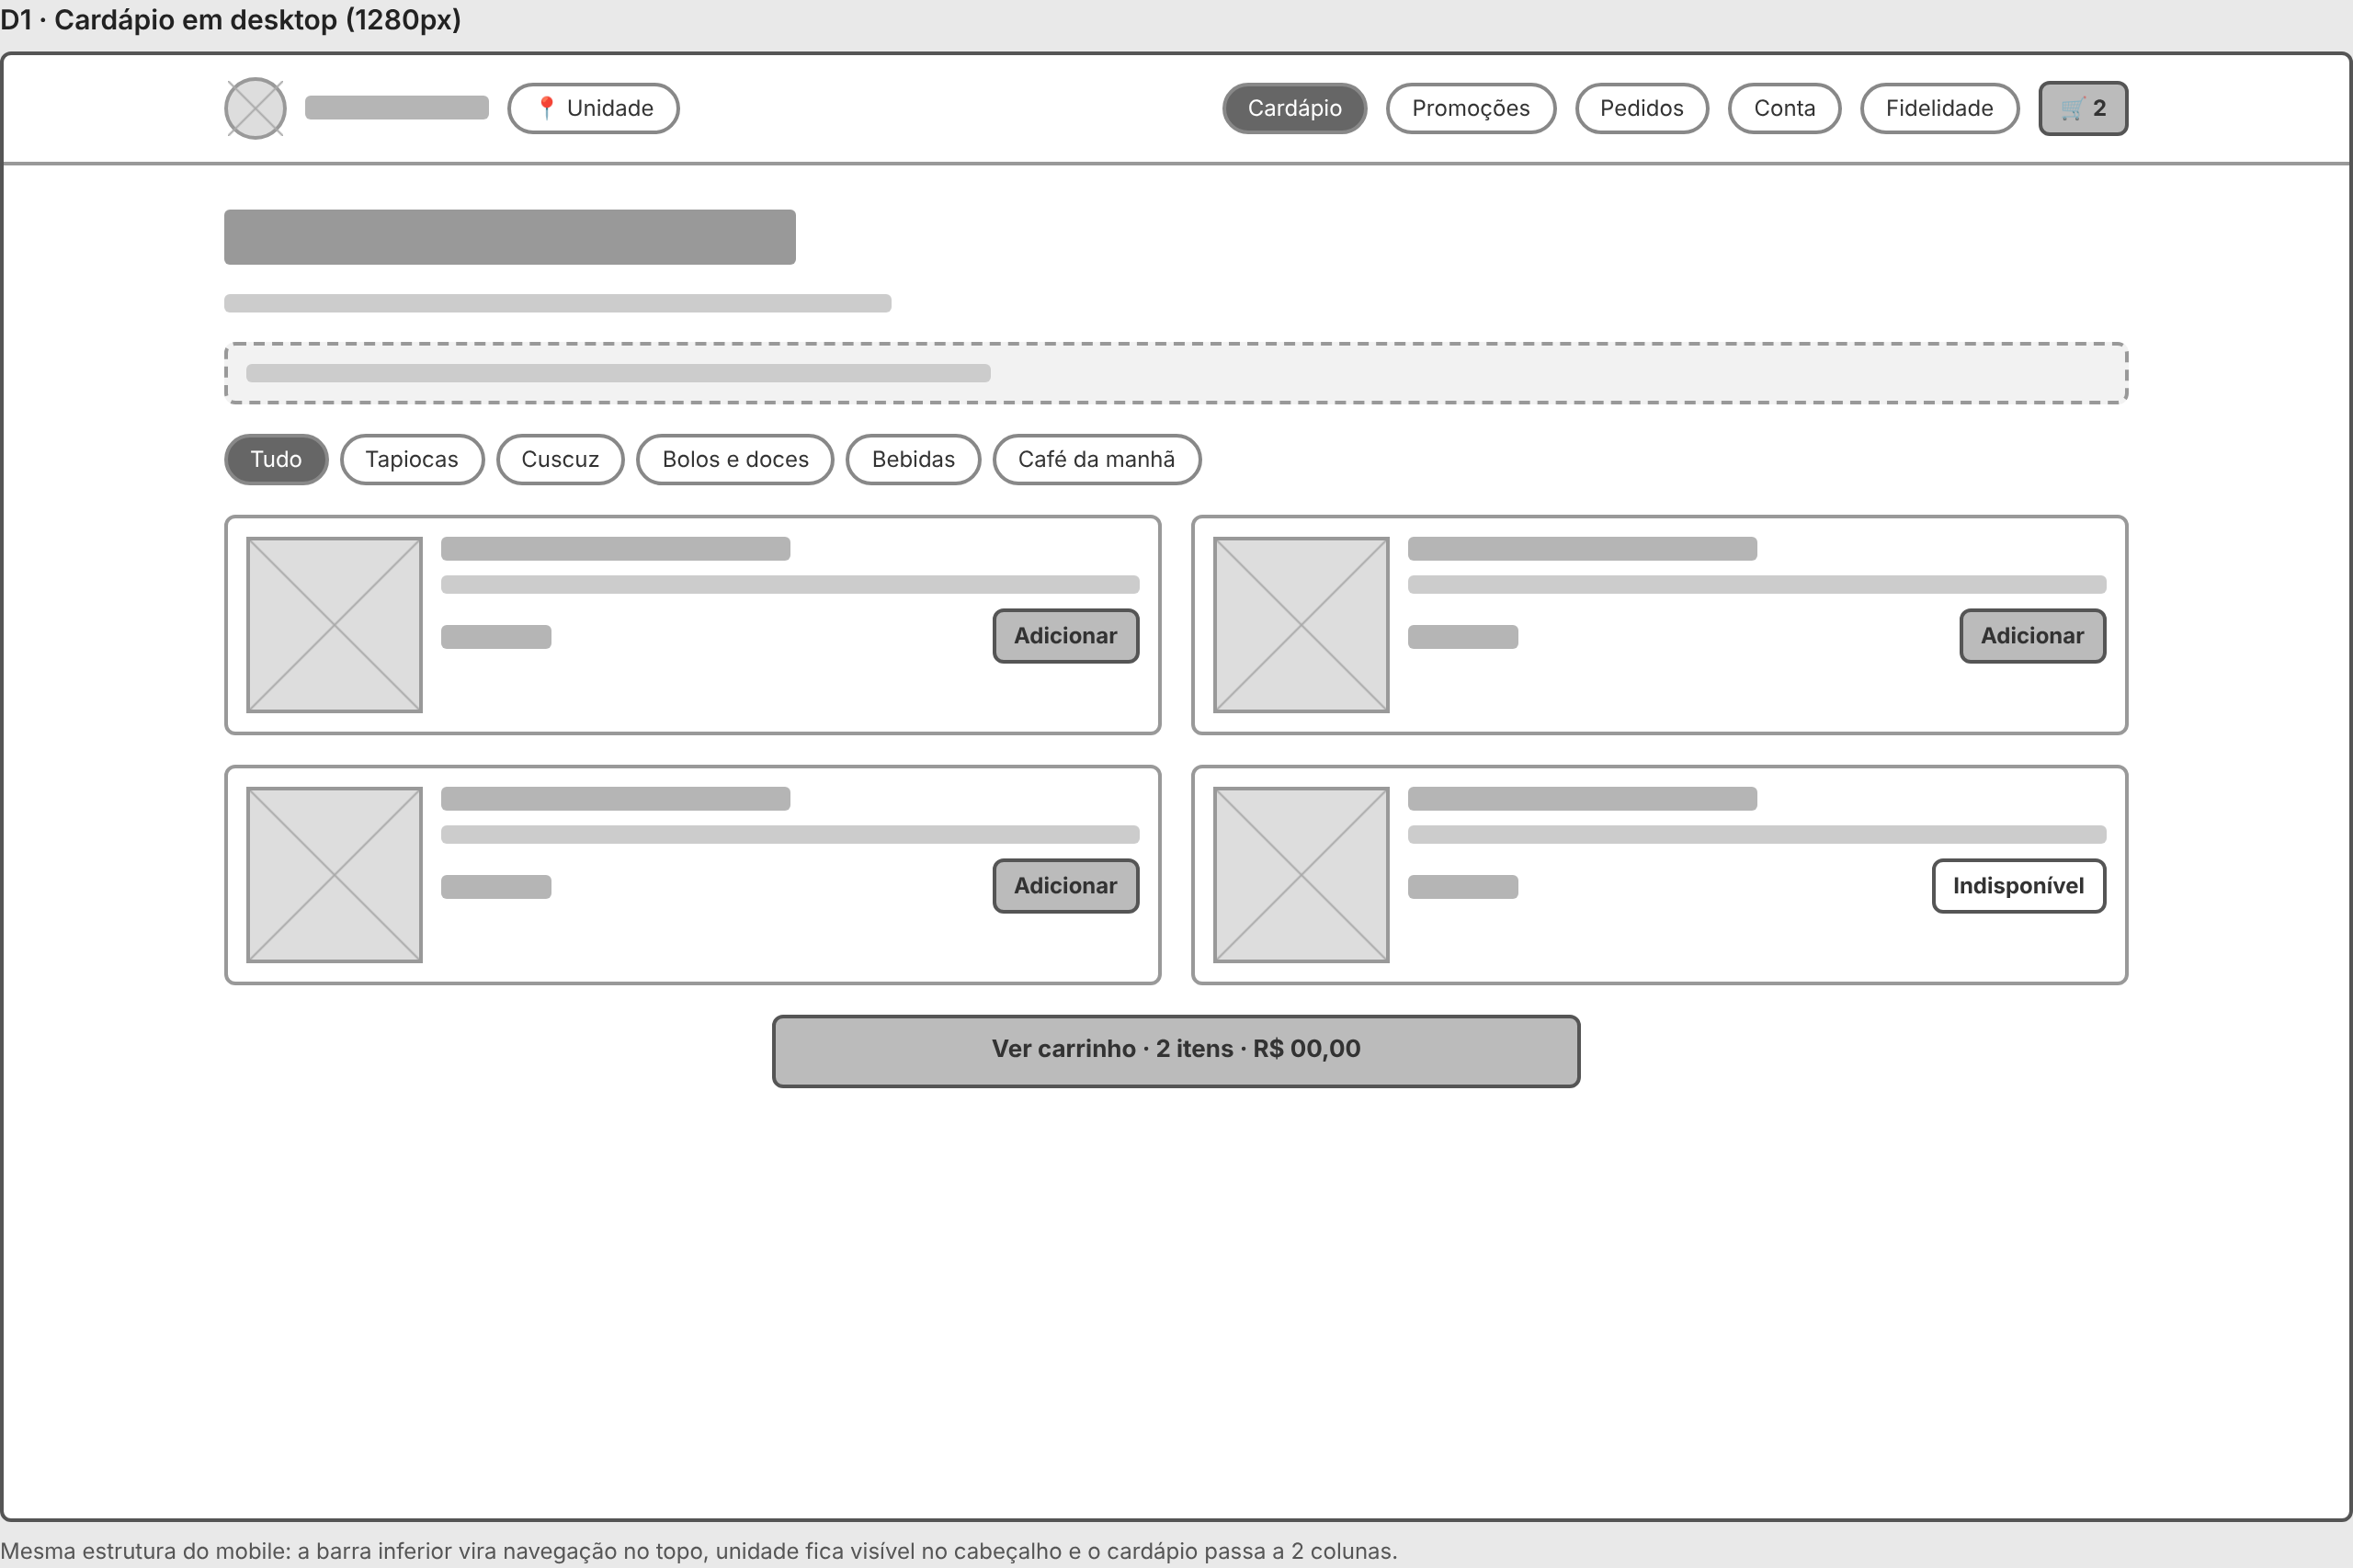 D1 · Cardápio em desktop (1280px)
📍 Unidade
Cardápio
Promoções
Pedidos
Conta
Fidelidade
🛒 2
Tudo
Tapiocas
Cuscuz
Bolos e doces
Bebidas
Café da manhã
Adicionar
Adicionar
Adicionar
Indisponível
Ver carrinho · 2 itens · R$ 00,00
Mesma estrutura do mobile: a barra inferior vira navegação no topo, unidade fica visível no cabeçalho e o cardápio passa a 2 colunas.